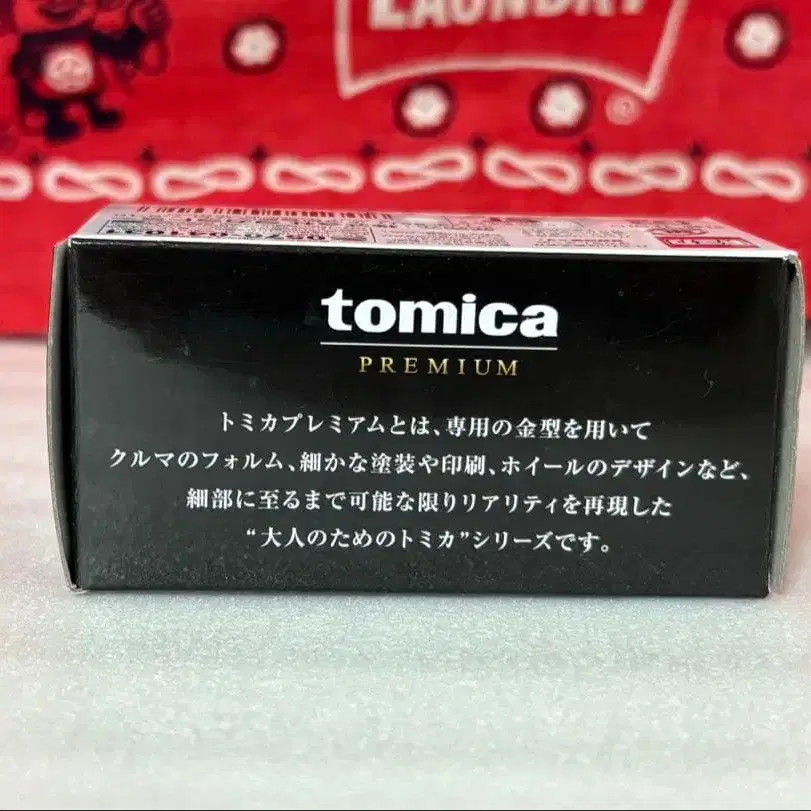 LAUNDRY
tomica
PREMIUM
トミカプレミアムとは、専用の金型を用いて
クルマのフォルム、細かな塗装や印刷、ホイールのデザインなど、
細部に至るまで可能な限りリアリティを再現した
“大人のためのトミカ”シリーズです。